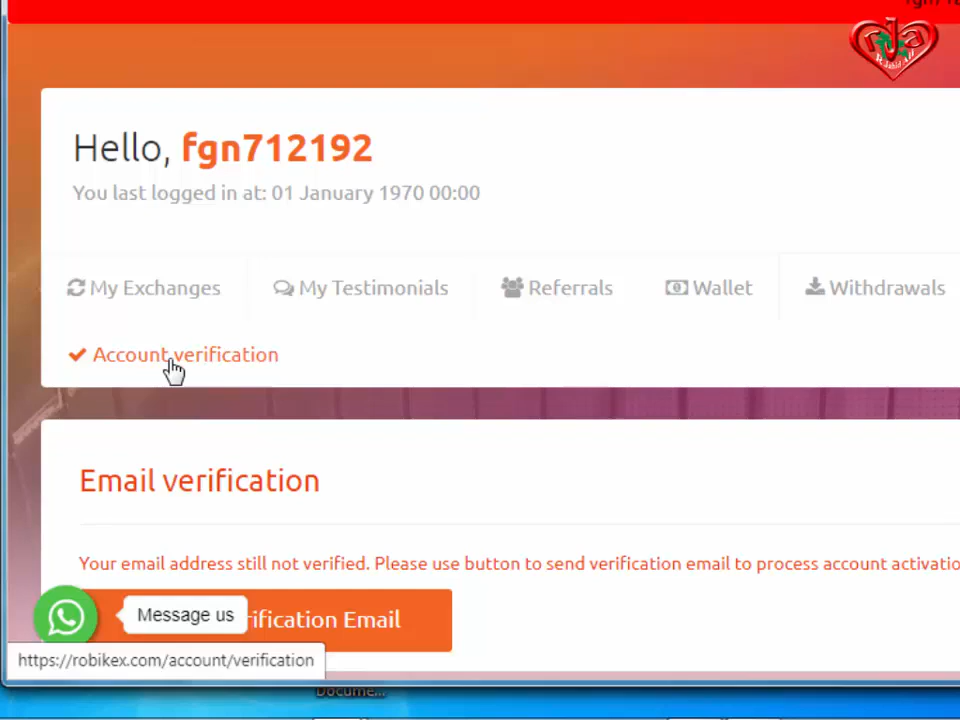 Hello, fgn712192
You last logged in at: 01 January 1970 00:00
My Exchanges
My Testimonials
Referrals
Wallet
Withdrawals
Account verification
Email verification
Your email address still not verified. Please use button to send verification email to process account
Message us
Email
https://robikex.com/account/verification
Docume...